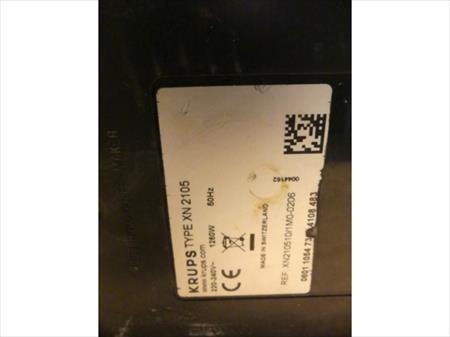 KRUPS TYPE XN 2105
www.krups.com
220-240V~ 1260W 50Hz
CE
MADE IN SWITZERLAND
0044162
REF XN210510/1M0-0206